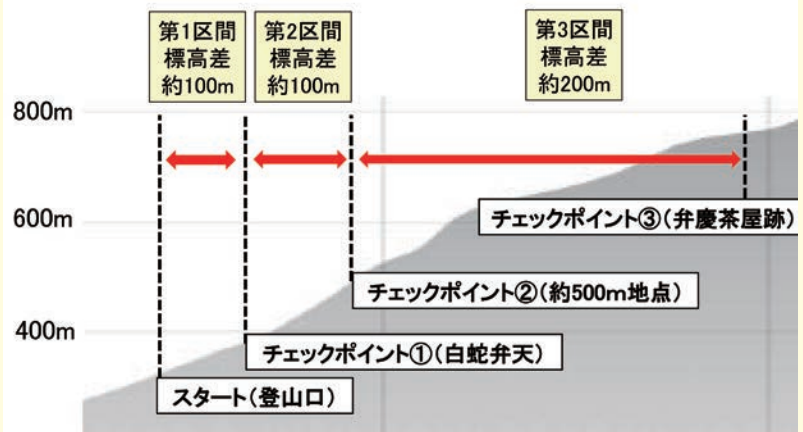 第1区間
標高差
約100m
第2区間
標高差
約100m
第3区間
標高差
約200m
800m
600m
400m
チェックポイント③(弁慶茶屋跡)
チェックポイント②(約500m地点)
チェックポイント①(白蛇弁天)
スタート(登山口)